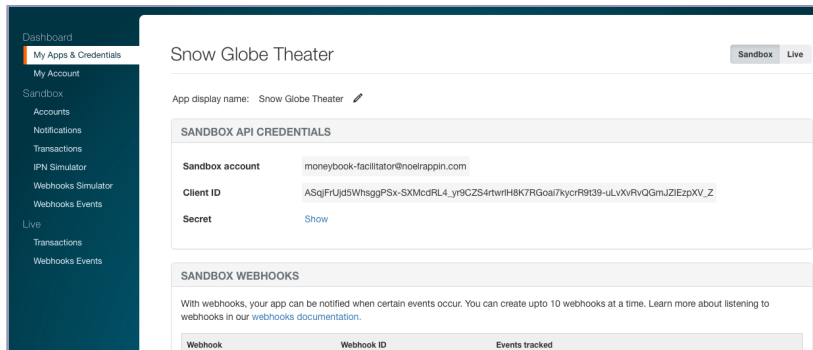 Dashboard
My Apps & Credentials
My Account
Sandbox
Accounts
Notifications
Transactions
IPN Simulator
Webhooks Simulator
Webhooks Events
Live
Transactions
Webhooks Events
Snow Globe Theater
Sandbox Live
App display name: Snow Globe Theater
SANDBOX API CREDENTIALS
Sandbox account moneybook-facilitator@noelrappin.com
Client ID ASqjFrUjd5WhsggPSx-SXMcdRL4_yr9CZS4rtwrIH8K7RGoai7kycrR9t39-uLvXvRvQGmJZIEzpXV_Z
Secret Show
SANDBOX WEBHOOKS
With webhooks, your app can be notified when certain events occur. You can create upto 10 webhooks at a time. Learn more about listening to
webhooks in our webhooks documentation.
Webhook Webhook ID Events tracked